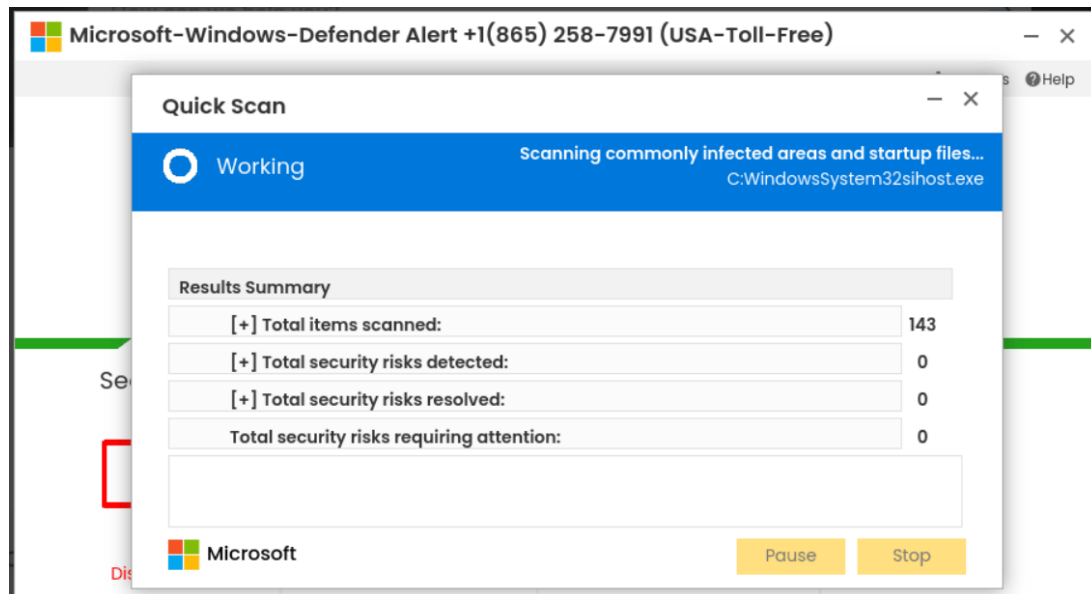 Microsoft-Windows-Defender Alert +1(865) 258-7991 (USA-Toll-Free)
Help
Quick Scan
Working
Scanning commonly infected areas and startup files...
C:WindowsSystem32sihost.exe
Results Summary
[+] Total items scanned: 143
[+] Total security risks detected: 0
[+] Total security risks resolved: 0
Total security risks requiring attention: 0
Microsoft
Pause
Stop